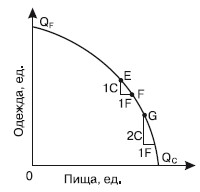 Q_F
E
1C
F
1F
G
2C
1F
Q_C
0
Одежда, ед.
Пища, ед.